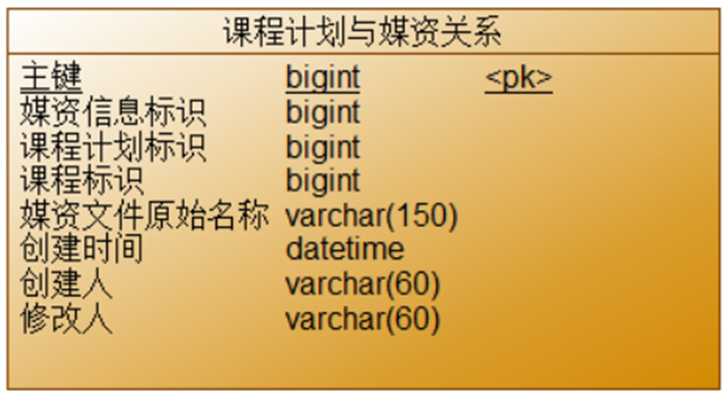 课程计划与媒资关系
主键 bigint <pk>
媒资信息标识 bigint
课程计划标识 bigint
课程标识 bigint
媒资文件原始名称 varchar(150)
创建时间 datetime
创建人 varchar(60)
修改人 varchar(60)